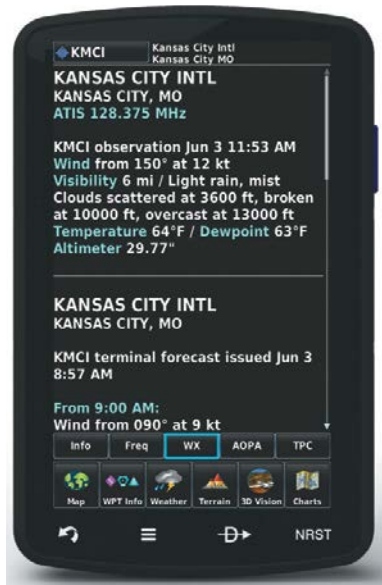 KMCI
Kansas City Intl
Kansas City MO
KANSAS CITY INTL
KANSAS CITY, MO
ATIS 128.375 MHz
KMCI observation Jun 3 11:53 AM
Wind from 150° at 12 kt
Visibility 6 mi / Light rain, mist
Clouds scattered at 3600 ft, broken
at 10000 ft, overcast at 13000 ft
Temperature 64°F / Dewpoint 63°F
Altimeter 29.77"
KANSAS CITY INTL
KANSAS CITY, MO
KMCI terminal forecast issued Jun 3
8:57 AM
From 9:00 AM:
Wind from 090° at 9 kt
Info Freq WX AOPA TPC
Map WPT Info Weather Terrain 3D Vision Charts
D NRST